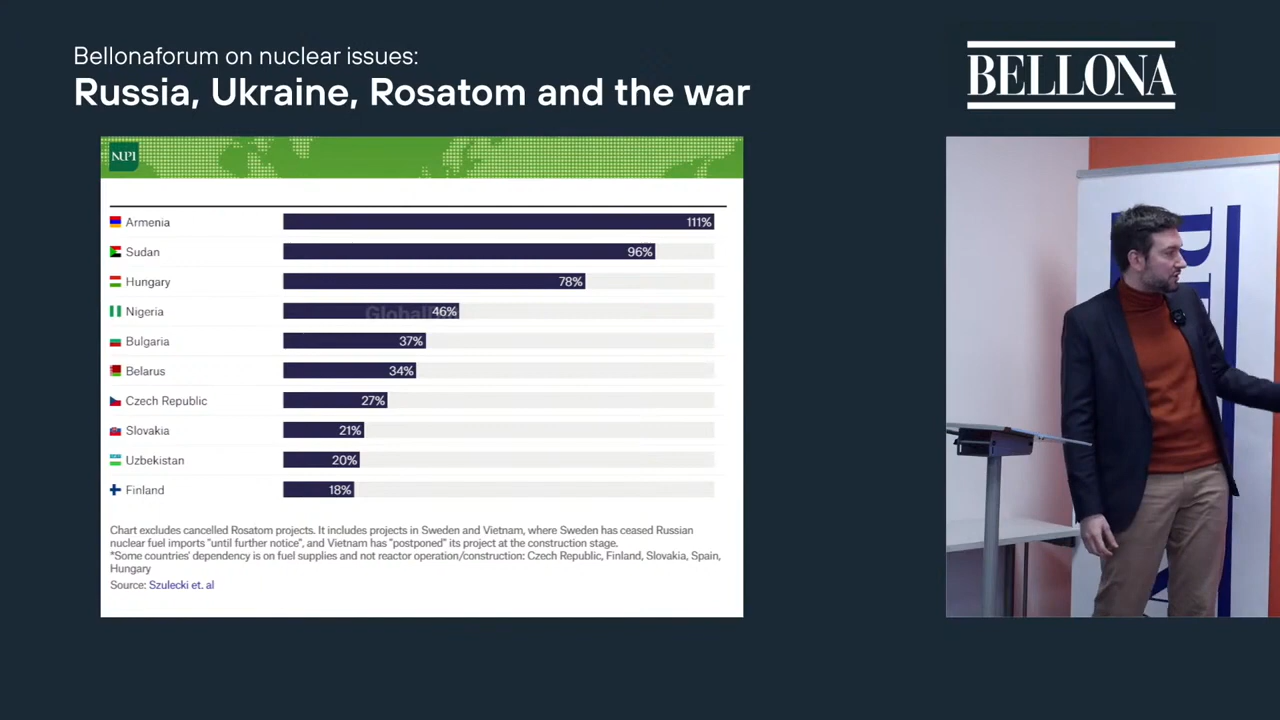 Bellonaforum on nuclear issues:
Russia, Ukraine, Rosatom and the war
BELLONA
NUPI
Armenia 111%
Sudan 96%
Hungary 78%
Nigeria 46%
Bulgaria 37%
Belarus 34%
Czech Republic 27%
Slovakia 21%
Uzbekistan 20%
Finland 18%
Chart excludes cancelled Rosatom projects. It includes projects in Sweden and Vietnam, where Sweden has ceased Russian
nuclear fuel imports "until further notice", and Vietnam has "postponed" its project at the construction stage.
*Some countries' dependency is on fuel supplies and not reactor operation/construction: Czech Republic, Finland, Slovakia, Spain,
Hungary
Source: Szulecki et. al